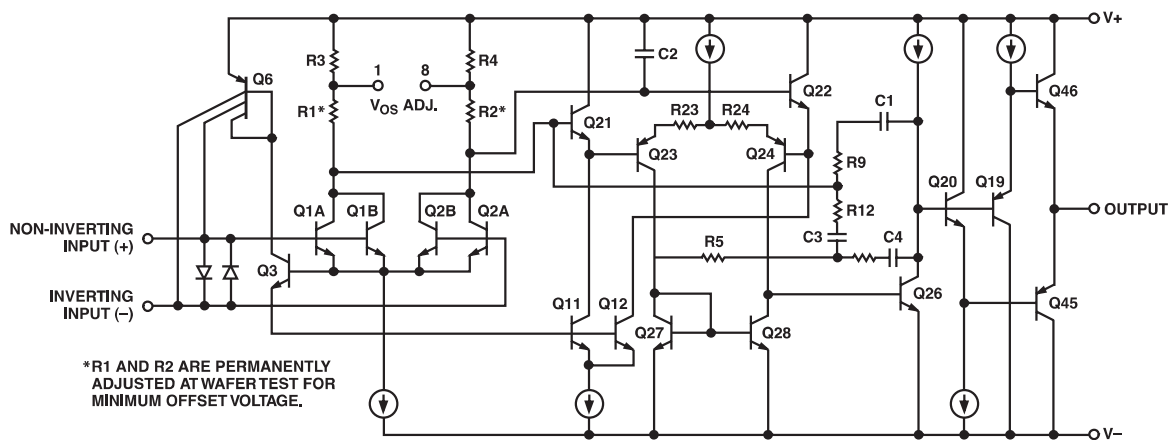 V+
R3
R4
C2
Q6
1
8
VOS ADJ.
R1*
R2*
Q22
Q46
C1
Q21
R23
R24
Q23
Q24
R9
Q20
Q19
Q1A
Q1B
Q2B
Q2A
R12
OUTPUT
NON-INVERTING
INPUT (+)
C3
C4
R5
Q3
Q26
INVERTING
INPUT (–)
Q11
Q12
Q27
Q28
Q45
*R1 AND R2 ARE PERMANENTLY
ADJUSTED AT WAFER TEST FOR
MINIMUM OFFSET VOLTAGE.
V–